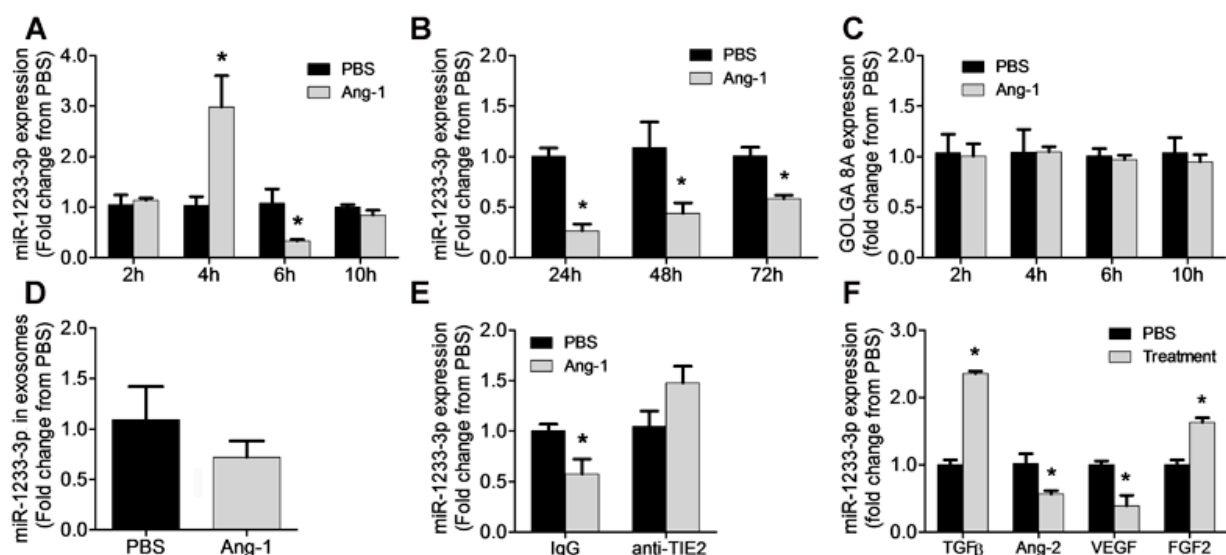 A
miR-1233-3p expression
(Fold change from PBS)
4.0
3.0
2.0
1.0
0.0
*
*
PBS
Ang-1
2h 4h 6h 10h
B
miR-1233-3p expression
(Fold change from PBS)
2.0
1.5
1.0
0.5
0.0
PBS
Ang-1
* * *
24h 48h 72h
C
GOLGA 8A expression
(fold change from PBS)
2.0
1.5
1.0
0.5
0.0
PBS
Ang-1
2h 4h 6h 10h
D
miR-1233-3p in exosomes
(Fold change from PBS)
2.0
1.5
1.0
0.5
0.0
PBS Ang-1
E
miR-1233-3p expression
(Fold change from PBS)
2.0
1.5
1.0
0.5
0.0
PBS
Ang-1
*
IgG anti-TIE2
F
miR-1233-3p expression
(fold change from PBS)
3.0
2.0
1.0
0.0
PBS
Treatment
* * * *
TGFβ Ang-2 VEGF FGF2